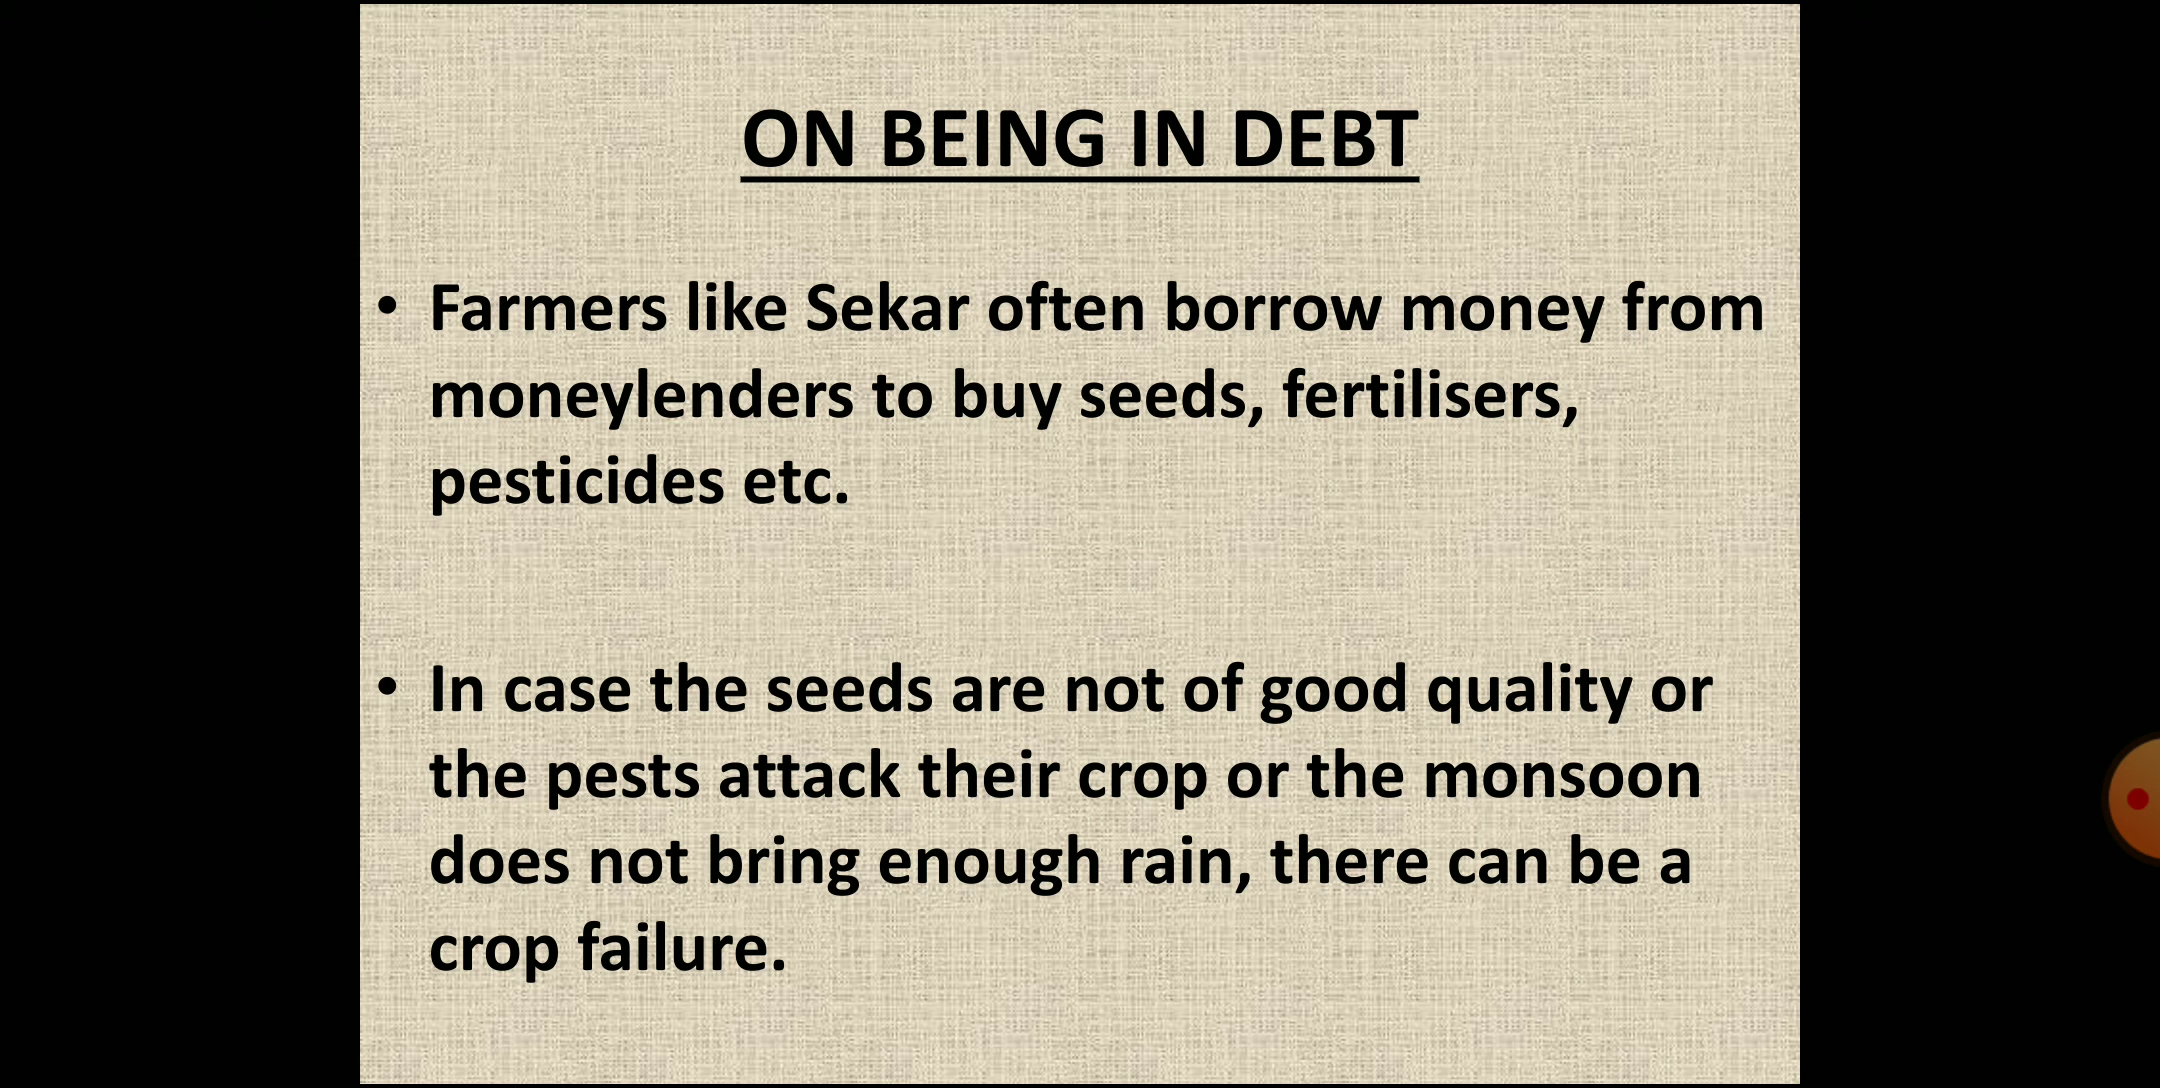 ON BEING IN DEBT
• Farmers like Sekar often borrow money from
moneylenders to buy seeds, fertilisers,
pesticides etc.
• In case the seeds are not of good quality or
the pests attack their crop or the monsoon
does not bring enough rain, there can be a
crop failure.